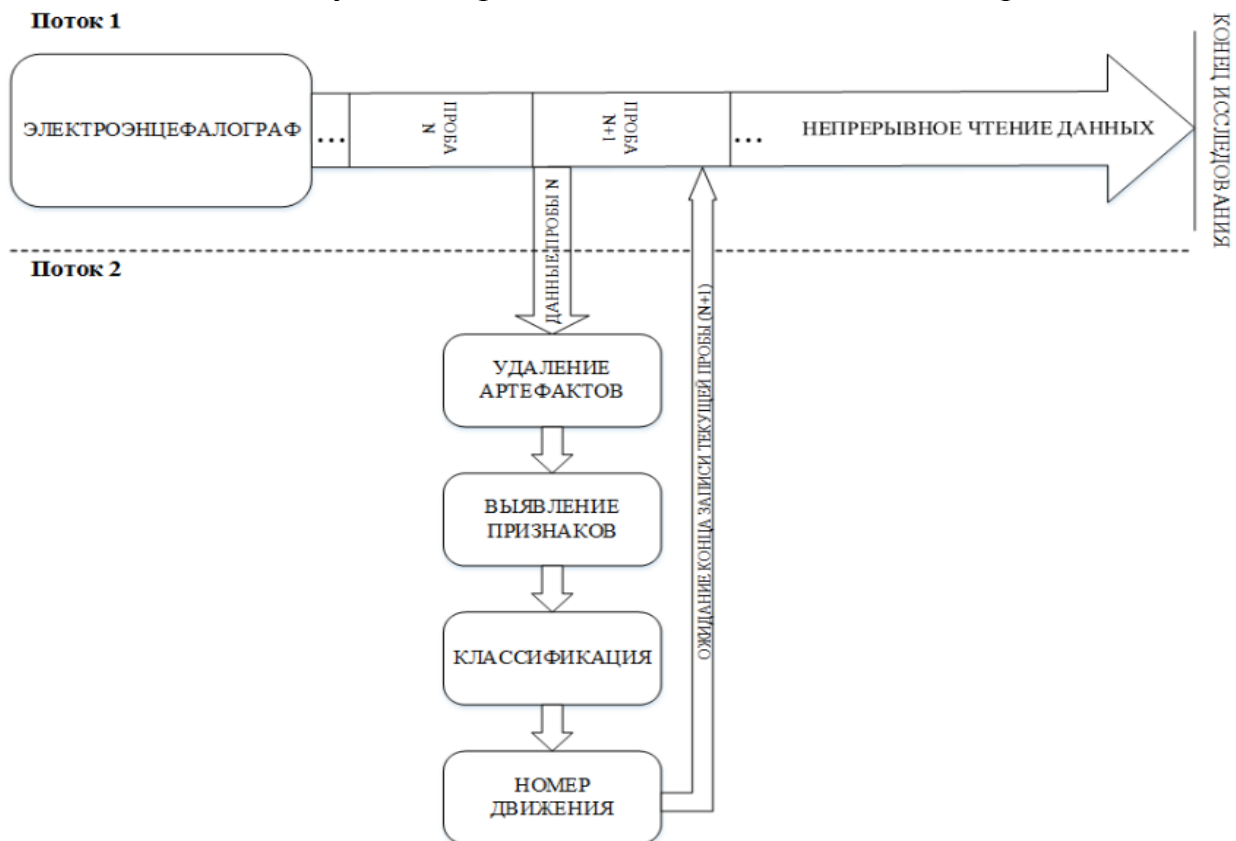 Поток 1
ЭЛЕКТРОЭНЦЕФАЛОГРАФ
...
ПРОБА
N
ПРОБА
N+1
...
НЕПРЕРЫВНОЕ ЧТЕНИЕ ДАННЫХ
КОНЕЦ ИССЛЕДОВАНИЯ
Поток 2
ДАННЫЕ ПРОБЫ N
УДАЛЕНИЕ
АРТЕФАКТОВ
ВЫЯВЛЕНИЕ
ПРИЗНАКОВ
КЛАССИФИКАЦИЯ
НОМЕР
ДВИЖЕНИЯ
ОЖИДАНИЕ КОНЦА ЗАПИСИ ТЕКУЩЕЙ ПРОБЫ (N+1)